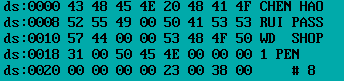 ds:0000 43 48 45 4E 20 48 41 4F CHEN HAO
ds:0008 52 55 49 00 50 41 53 53 RUI PASS
ds:0010 57 44 00 00 53 48 4F 50 WD  SHOP
ds:0018 31 00 50 45 4E 00 00 00 1 PEN
ds:0020 00 00 00 00 23 00 38 00     # 8